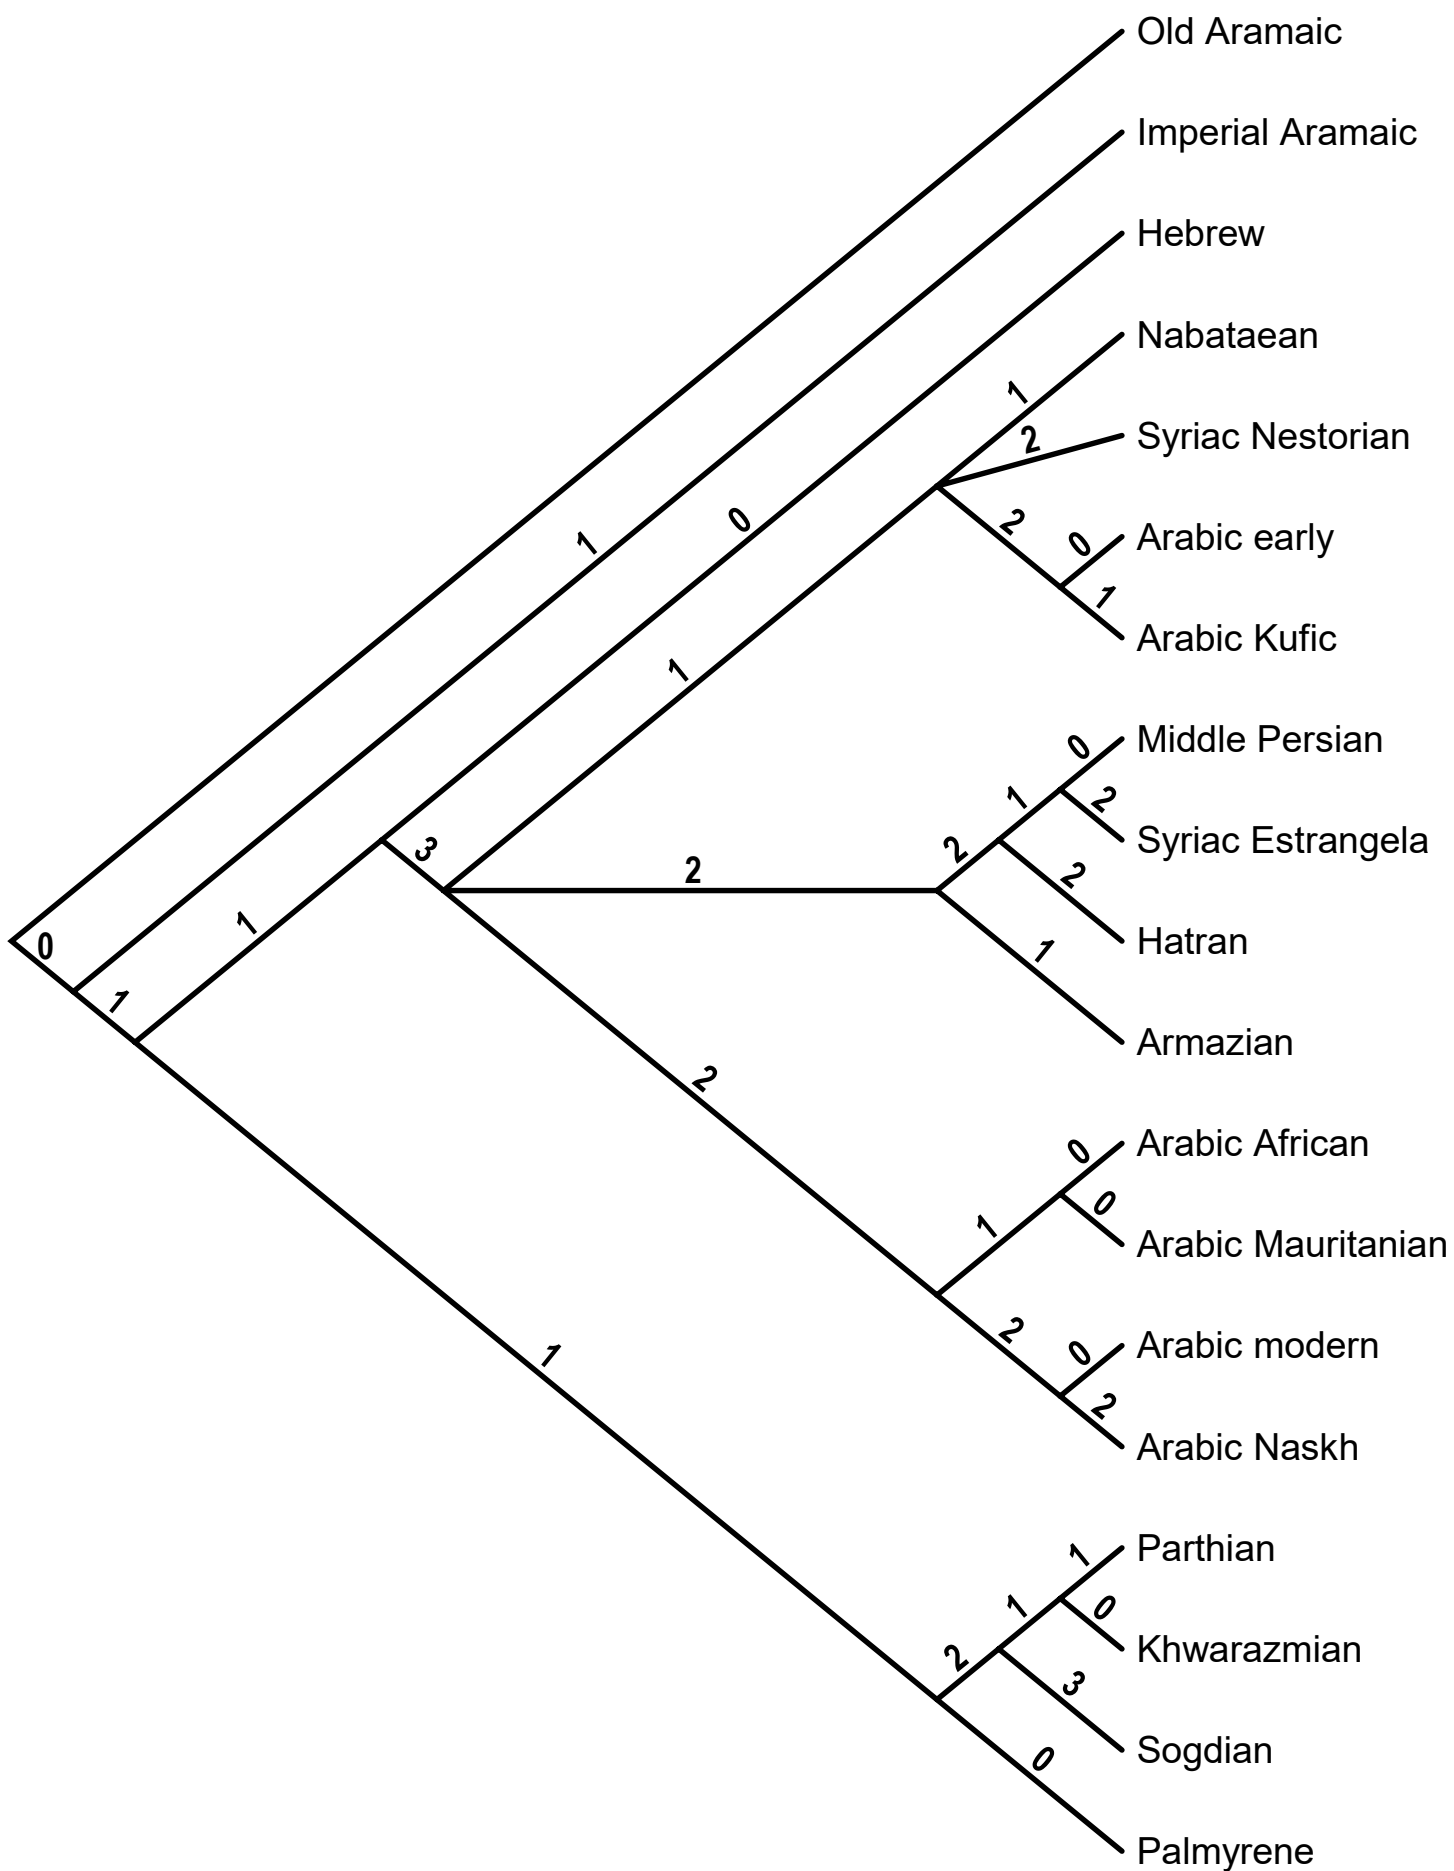 Old Aramaic
Imperial Aramaic
Hebrew
Nabataean
1
2
Syriac Nestorian
2
1
0
0
Arabic early
1
Arabic Kufic
1
0
Middle Persian
1
2
3
2
Syriac Estrangela
2
2
1
0
1
Hatran
1
Armazian
2
0
Arabic African
0
1
Arabic Mauritanian
2
0
Arabic modern
1
2
Arabic Naskh
1
Parthian
1
0
2
Khwarazmian
3
Sogdian
0
Palmyrene